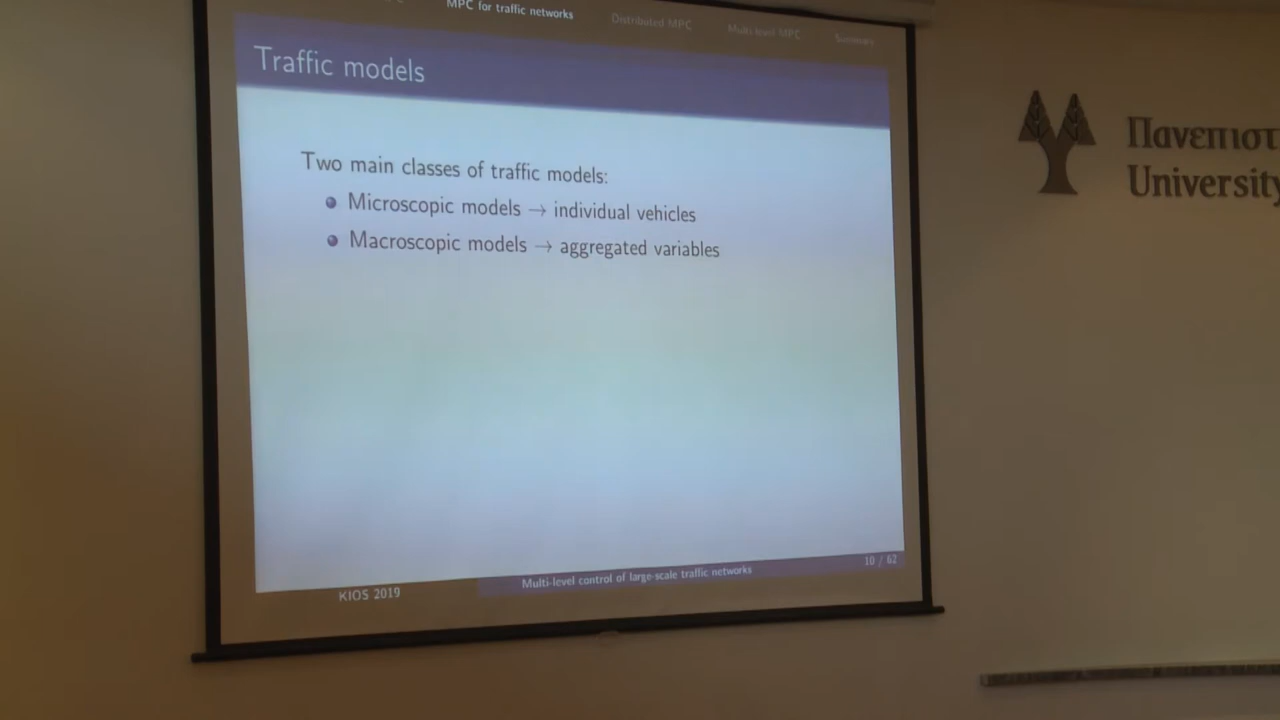 MPC for traffic networks Distributed MPC Multi-level MPC Summary
Traffic models
Two main classes of traffic models:
Microscopic models → individual vehicles
Macroscopic models → aggregated variables
KIOS 2019 Multi-level control of large-scale traffic networks 10 / 62
Πανεπιστ
University